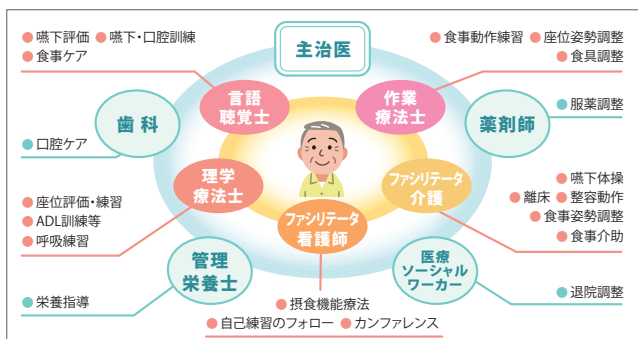 ● 嚥下評価 ● 嚥下・口腔訓練
● 食事ケア
主治医
● 食事動作練習 ● 座位姿勢調整
● 食具調整
言語
聴覚士
作業
療法士
歯科
薬剤師
● 服薬調整
● 口腔ケア
理学
療法士
ファシリテータ
介護
● 嚥下体操
● 離床 ● 整容動作
● 食事姿勢調整
● 食事介助
● 座位評価・練習
● ADL訓練等
● 呼吸練習
ファシリテータ
看護師
管理
栄養士
医療
ソーシャル
ワーカー
● 栄養指導
● 摂食機能療法
● 自己練習のフォロー ● カンファレンス
● 退院調整